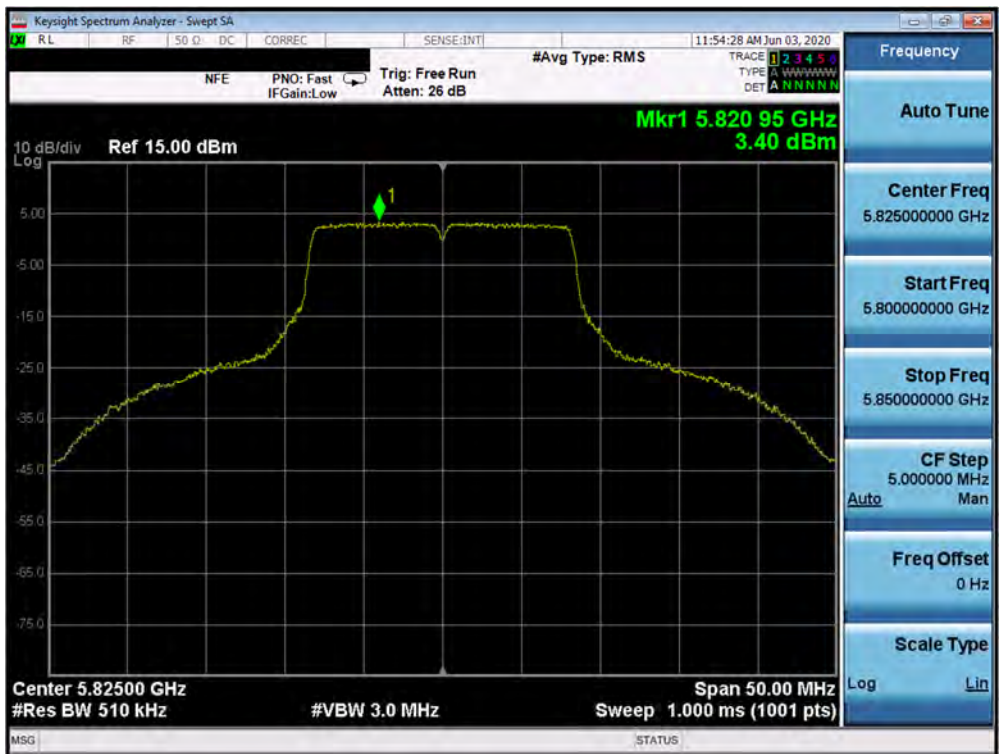 Keysight Spectrum Analyzer - Swept SA
LXI RL RF 50 Ω DC CORREC SENSE:INT 11:54:28 AM Jun 03, 2020
NFE PNO: Fast Trig: Free Run #Avg Type: RMS TRACE 1 2 3 4 5 6
IFGain:Low Atten: 26 dB TYPE A WWWWW
DET A N N N N N
Mkr1 5.820 95 GHz
3.40 dBm
10 dB/div Ref 15.00 dBm
Log
1
5.00
-5.00
-15.0
-25.0
-35.0
-45.0
-55.0
-65.0
-75.0
Center 5.82500 GHz Span 50.00 MHz
#Res BW 510 kHz #VBW 3.0 MHz Sweep 1.000 ms (1001 pts)
MSG STATUS
Frequency
Auto Tune
Center Freq
5.825000000 GHz
Start Freq
5.800000000 GHz
Stop Freq
5.850000000 GHz
CF Step
5.000000 MHz
Auto Man
Freq Offset
0 Hz
Scale Type
Log Lin